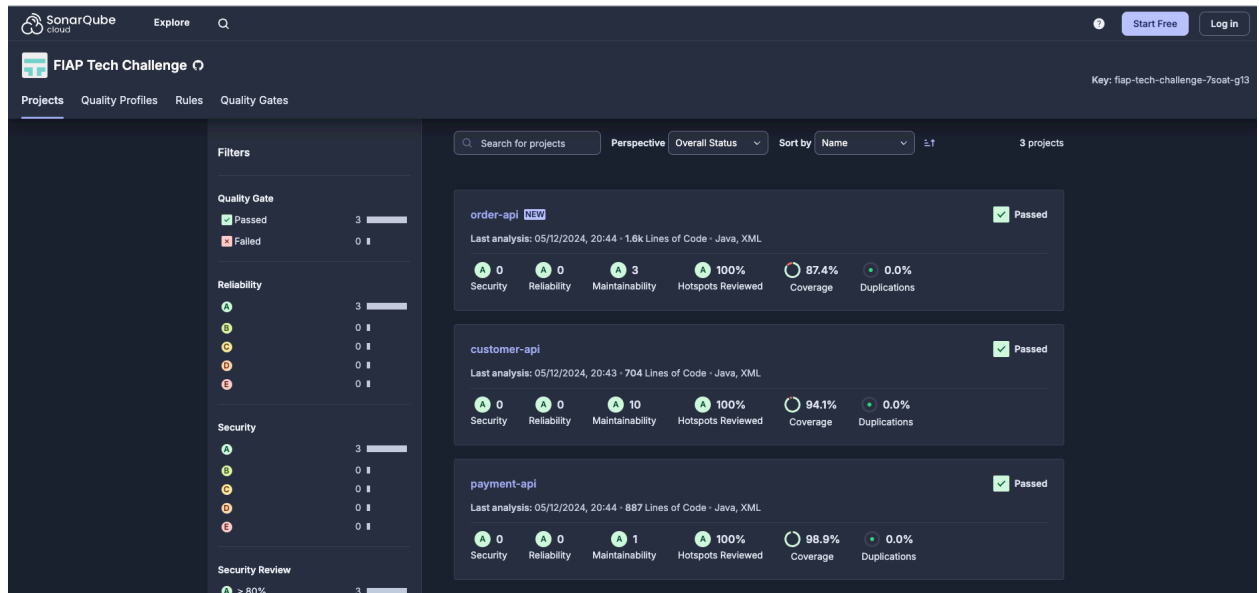 SonarQube cloud Explore Start Free Log in
FIAP Tech Challenge
Key: fiap-tech-challenge-7soat-g13
Projects Quality Profiles Rules Quality Gates
Filters
Quality Gate
Passed 3
Failed 0
Reliability
A 3
B 0
C 0
D 0
E 0
Security
A 3
B 0
C 0
D 0
E 0
Security Review
A > 80% 3
Search for projects Perspective Overall Status Sort by Name 3 projects
order-api NEW Passed
Last analysis: 05/12/2024, 20:44 • 1.6k Lines of Code • Java, XML
A 0 A 0 A 3 A 100% 87.4% 0.0%
Security Reliability Maintainability Hotspots Reviewed Coverage Duplications
customer-api Passed
Last analysis: 05/12/2024, 20:43 • 704 Lines of Code • Java, XML
A 0 A 0 A 10 A 100% 94.1% 0.0%
Security Reliability Maintainability Hotspots Reviewed Coverage Duplications
payment-api Passed
Last analysis: 05/12/2024, 20:44 • 887 Lines of Code • Java, XML
A 0 A 0 A 1 A 100% 98.9% 0.0%
Security Reliability Maintainability Hotspots Reviewed Coverage Duplications